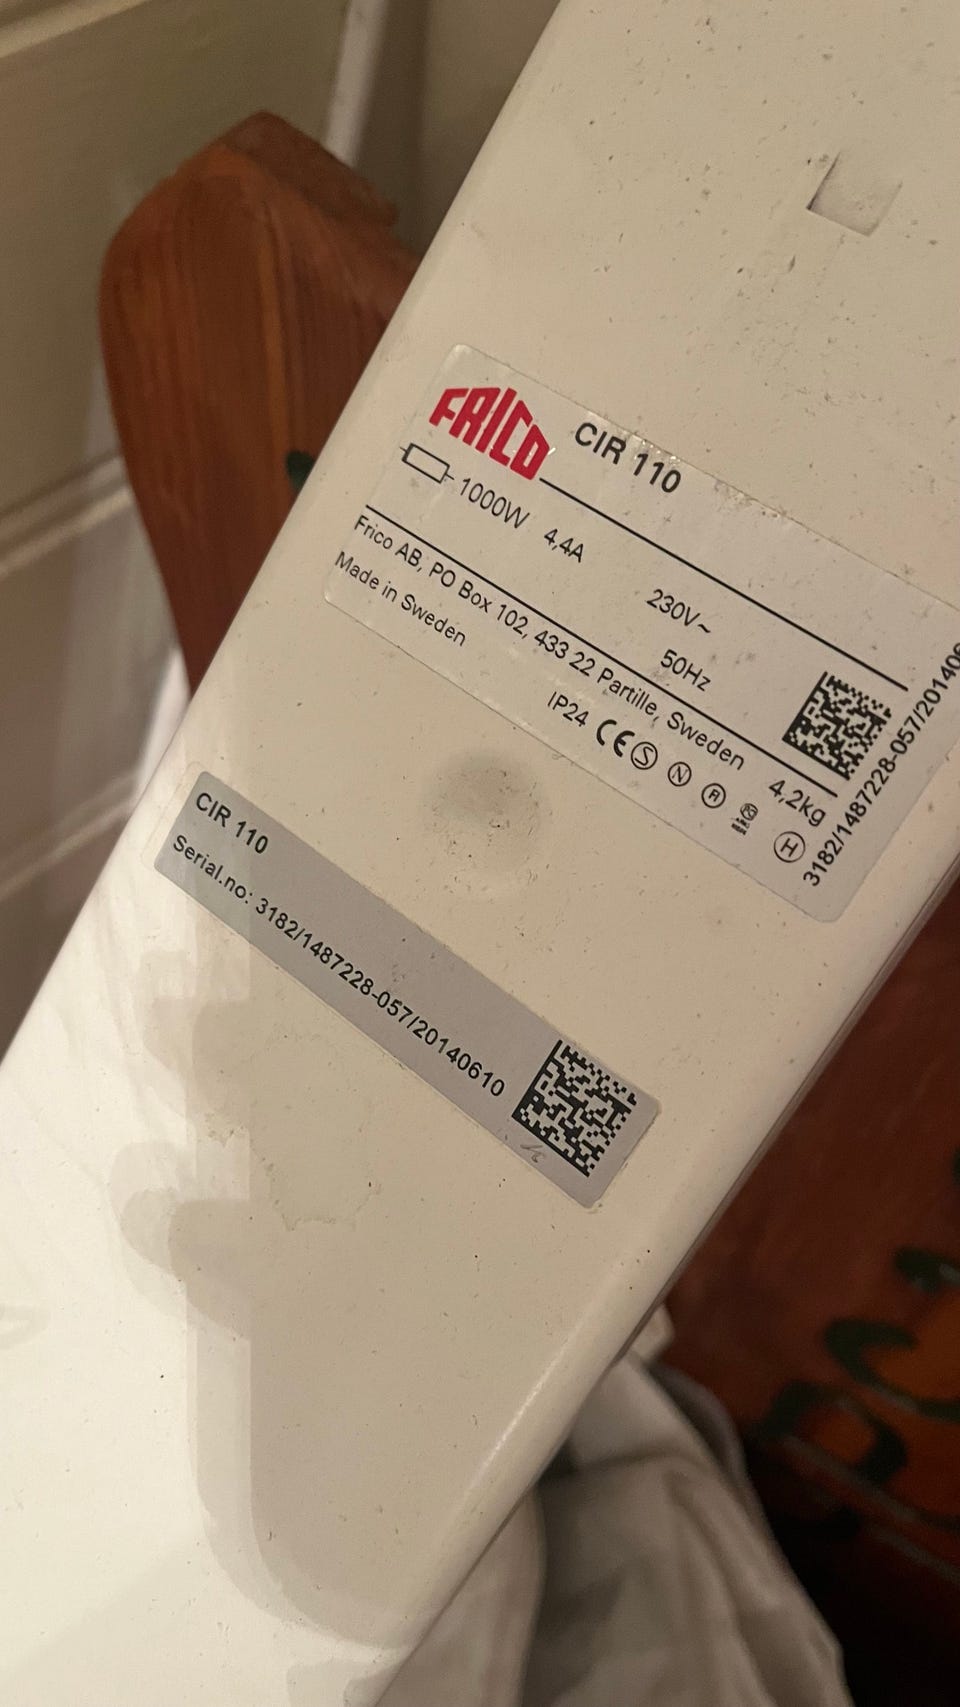 FRICO CIR 110
1000W 4,4A 230V~ 50Hz
Frico AB, PO Box 102, 433 22 Partille, Sweden 4,2kg
Made in Sweden IP24 CE S N R H
3182/1487228-057/201406
CIR 110
Serial.no: 3182/1487228-057/20140610